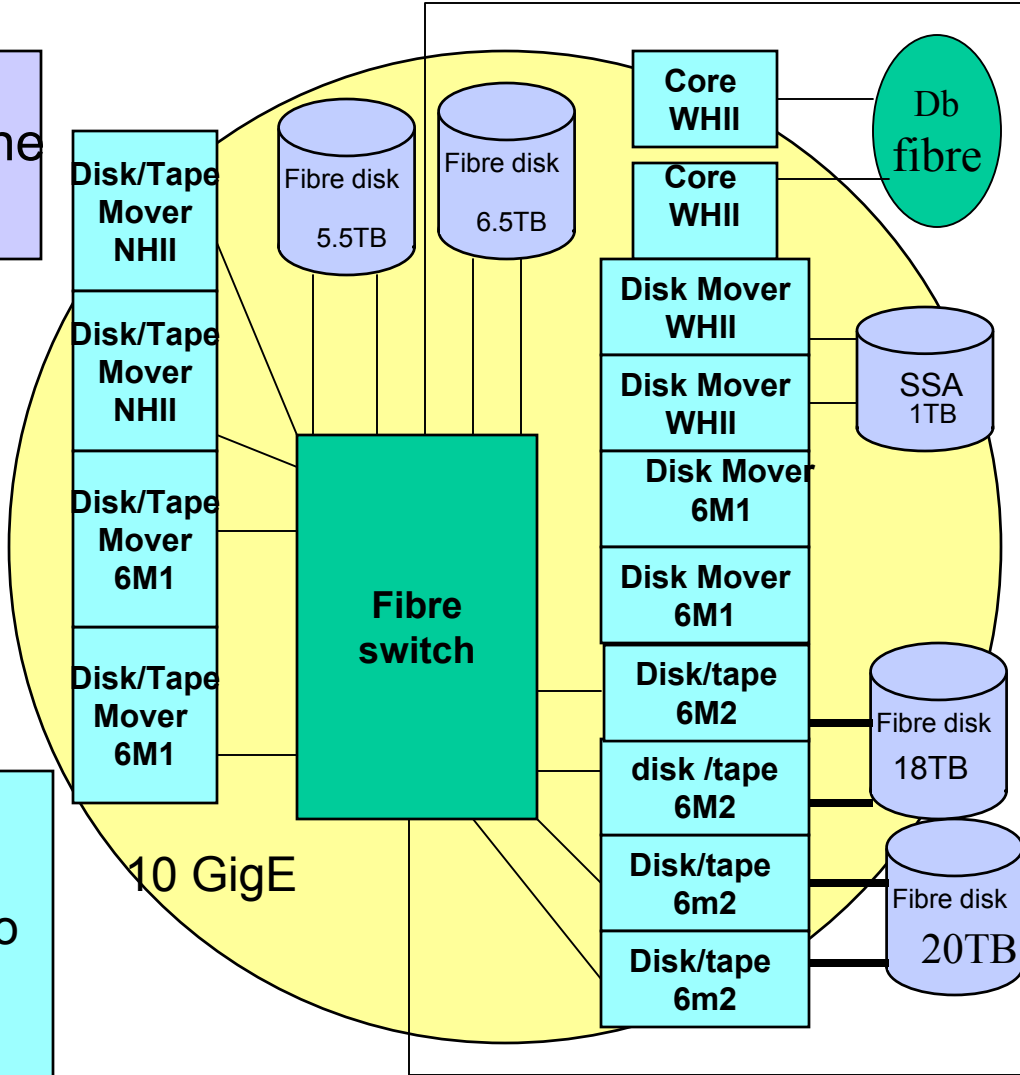 ne
Disk/Tape
Mover
NHII
Disk/Tape
Mover
NHII
Disk/Tape
Mover
6M1
Disk/Tape
Mover
6M1
Fibre disk
5.5TB
Fibre disk
6.5TB
Fibre
switch
10 GigE
o
Core
WHII
Core
WHII
Disk Mover
WHII
Disk Mover
WHII
Disk Mover
6M1
Disk Mover
6M1
Disk/tape
6M2
disk /tape
6M2
Disk/tape
6m2
Disk/tape
6m2
Db
fibre
SSA
1TB
Fibre disk
18TB
Fibre disk
20TB